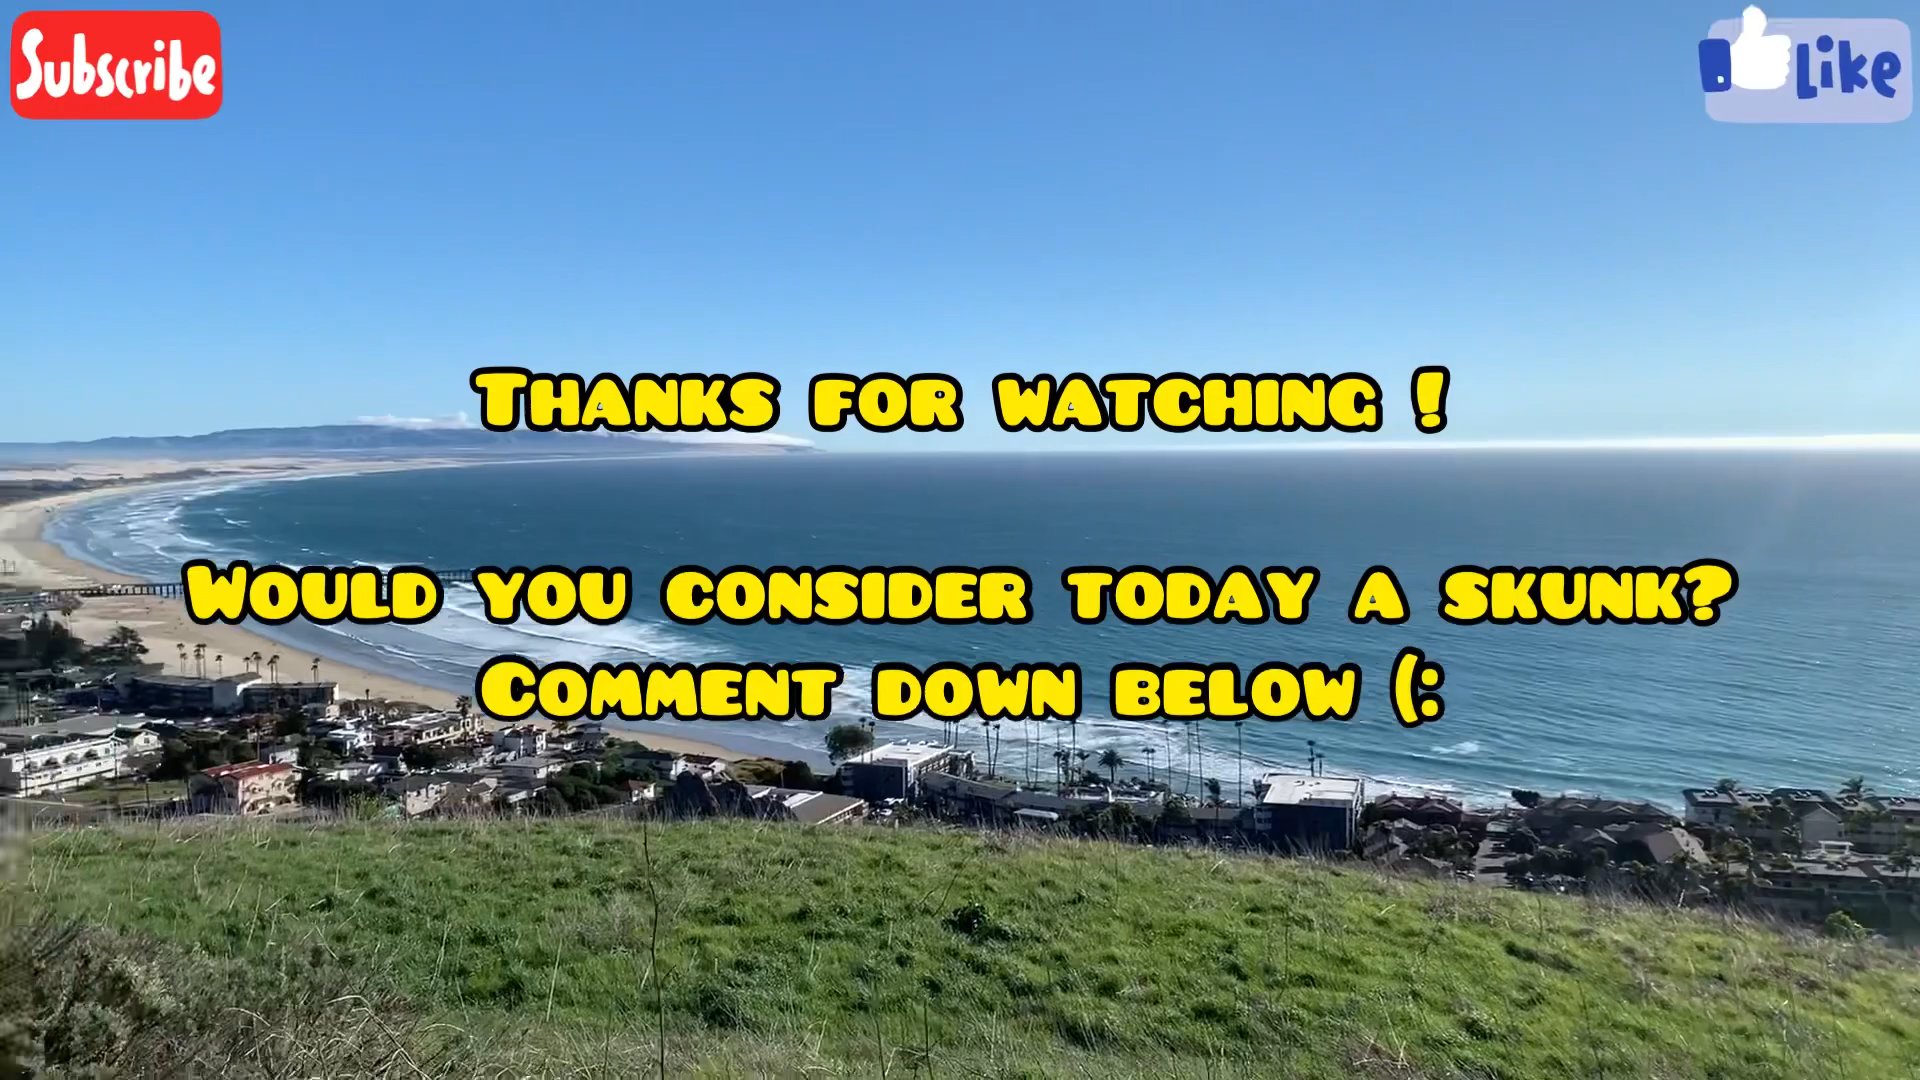 Subscribe
Like
Thanks for watching !
Would you consider today a skunk?
Comment down below (: